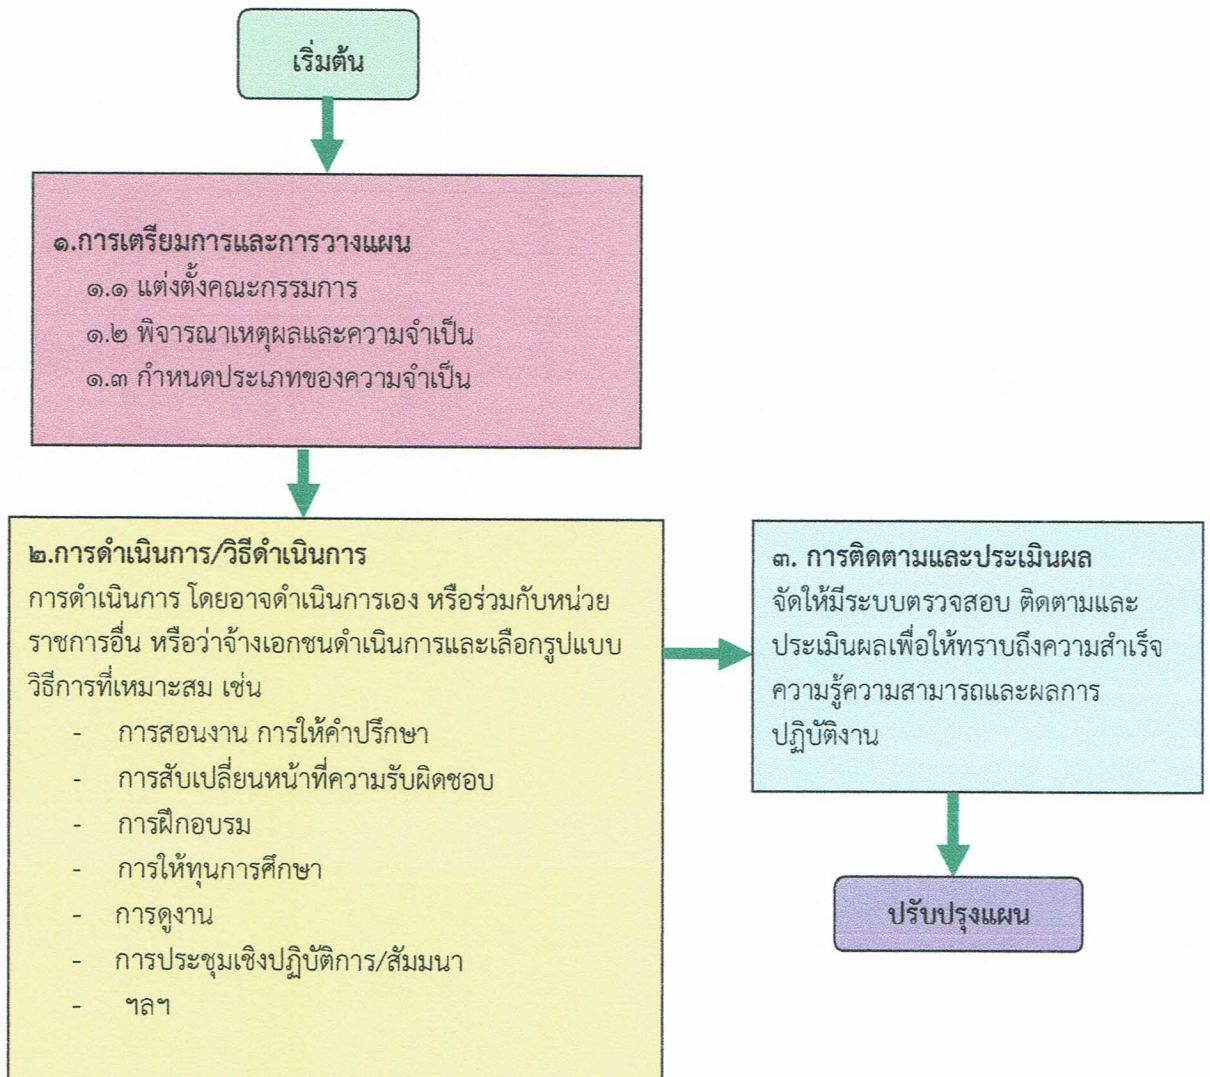 เริ่มต้น
๑.การเตรียมการและการวางแผน
๑.๑ แต่งตั้งคณะกรรมการ
๑.๒ พิจารณาเหตุผลและความจำเป็น
๑.๓ กำหนดประเภทของความจำเป็น
๒.การดำเนินการ/วิธีดำเนินการ
การดำเนินการ โดยอาจดำเนินการเอง หรือร่วมกับหน่วย
ราชการอื่น หรือว่าจ้างเอกชนดำเนินการและเลือกรูปแบบ
วิธีการที่เหมาะสม เช่น
- การสอนงาน การให้คำปรึกษา
- การสับเปลี่ยนหน้าที่ความรับผิดชอบ
- การฝึกอบรม
- การให้ทุนการศึกษา
- การดูงาน
- การประชุมเชิงปฏิบัติการ/สัมมนา
- ฯลฯ
๓. การติดตามและประเมินผล
จัดให้มีระบบตรวจสอบ ติดตามและ
ประเมินผลเพื่อให้ทราบถึงความสำเร็จ
ความรู้ความสามารถและผลการ
ปฏิบัติงาน
ปรับปรุงแผน